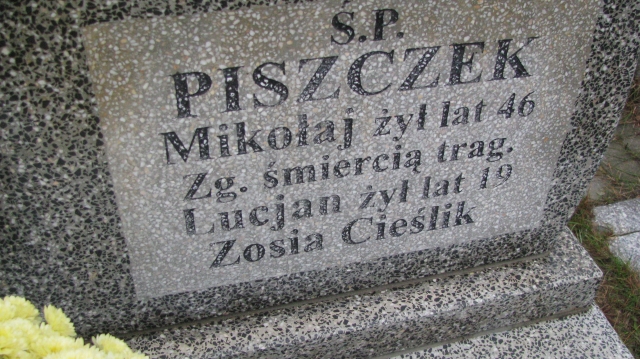 Ś.P.
PISZCZEK
Mikołaj żył lat 46
Zg. śmiercią trag.
Lucjan żył lat 19
Zosia Cieślik